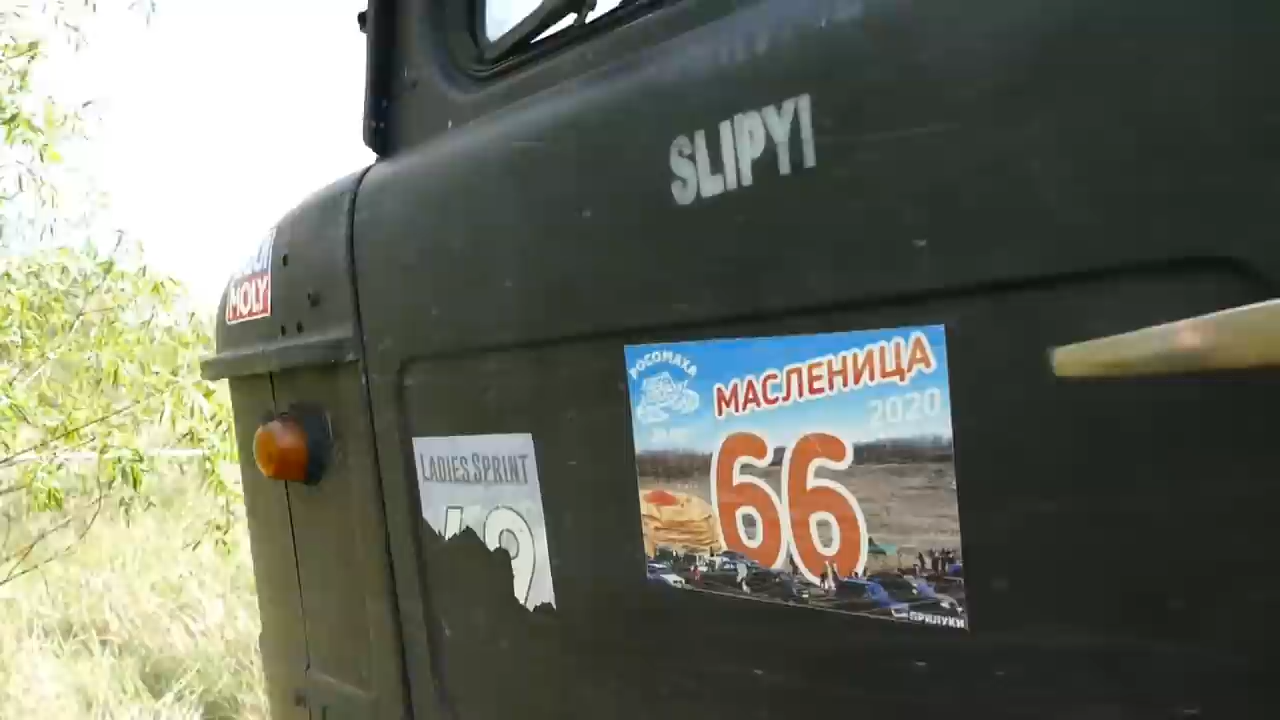 SLIPYI
MOLY
РОСОМАХА
МАСЛЕНИЦА
2020
66
LADIES SPRINT
ПРИЛУКИ